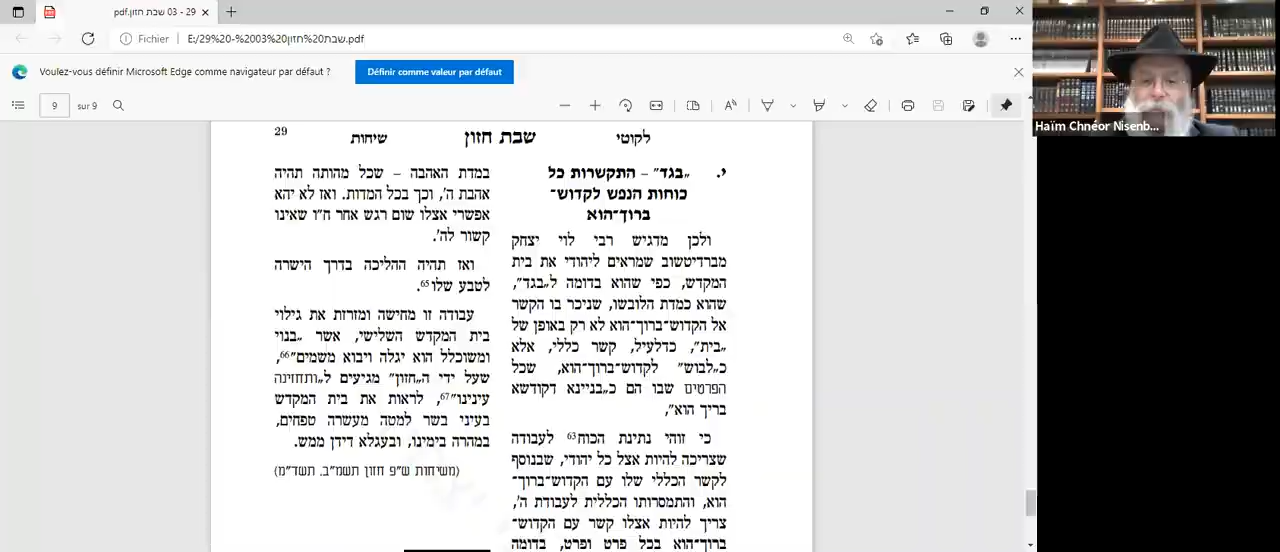 29 - 03 שבת חזון.pdf
Fichier
E:/29%20-%2003%20שבת%20חזון.pdf
Voulez-vous définir Microsoft Edge comme navigateur par défaut ?
Définir comme valeur par défaut
9
sur 9
Haïm Chnéor Nisenb...
לקוטי
שבת חזון
שיחות
29
י. „בגד" – התקשרות כל
כוחות הנפש לקדוש־
ברוך־הוא
ולכן מדגיש רבי לוי יצחק
מברדיטשוב שמראים ליהודי את בית
המקדש, כפי שהוא בדומה ל„בגד",
שהוא כמדת הלובשו, שניכר בו הקשר
אל הקדוש־ברוך־הוא לא רק באופן של
„בית", כדלעיל, קשר כללי, אלא
כ„לבוש" לקדוש־ברוך־הוא, שכל
הפרטים שבו הם כ„בניינא דקודשא
בריך הוא",
כי זוהי נתינת הכוח63 לעבודה
שצריכה להיות אצל כל יהודי, שבנוסף
לקשר הכללי שלו עם הקדוש־ברוך־
הוא, והתמסרותו הכללית לעבודת ה',
צריך להיות אצלו קשר עם הקדוש־
ברוך־הוא בכל פרט ופרט, בדומה
במדת האהבה – שכל מהותה תהיה
אהבת ה', וכך בכל המדות. ואז לא יהא
אפשרי אצלו שום רגש אחר ח"ו שאינו
קשור לה'.
ואז תהיה ההליכה בדרך הישרה
לטבע שלו65.
עבודה זו מחישה ומזרזת את גילוי
בית המקדש השלישי, אשר „בנוי
ומשוכלל הוא יגלה ויבוא משמים"66,
שעל ידי ה„חזון" מגיעים ל„ותחזינה
עינינו"67, לראות את בית המקדש
בעיני בשר למטה מעשרה טפחים,
במהרה בימינו, ובעגלא דידן ממש.
(משיחות ש"פ חזון תשמ"ב. תשד"מ)